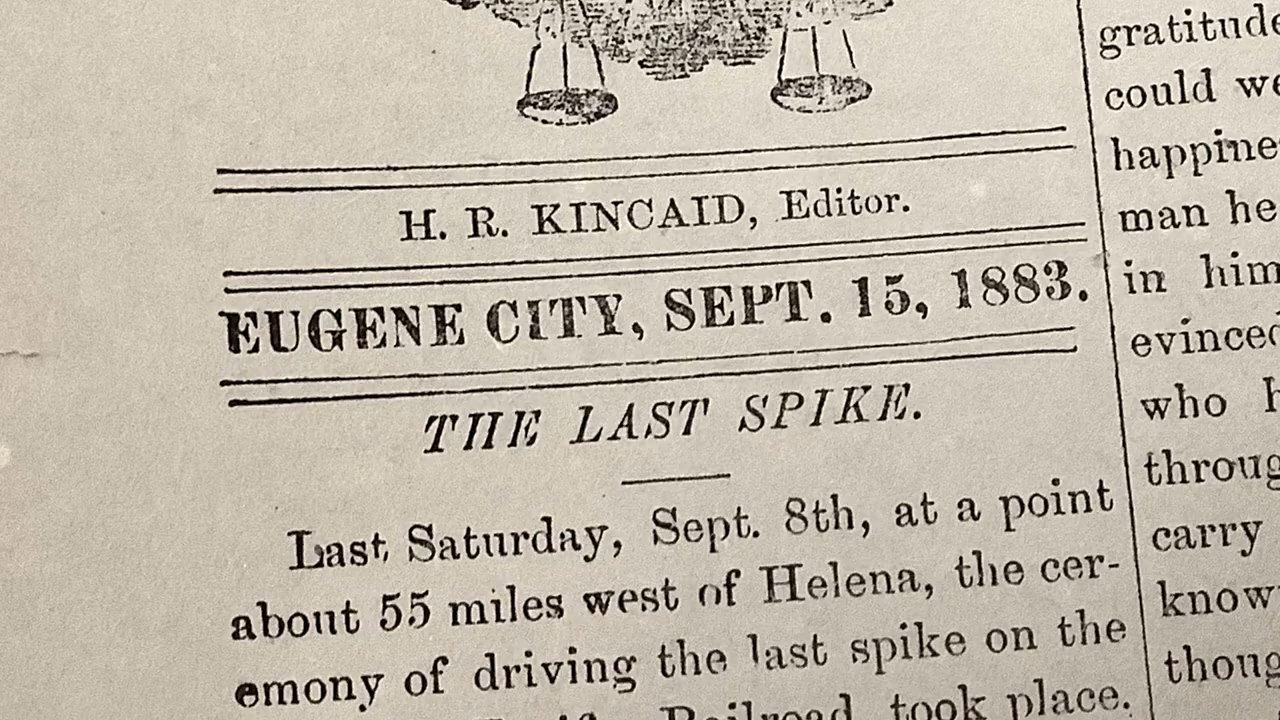 H. R. KINCAID, Editor.
EUGENE CITY, SEPT. 15, 1883.
THE LAST SPIKE.
Last Saturday, Sept. 8th, at a point
about 55 miles west of Helena, the cer-
emony of driving the last spike on the
Railroad took place.
gratitude
could we
happine
man he
in him
evinced
who h
throug
carry
know
thoug